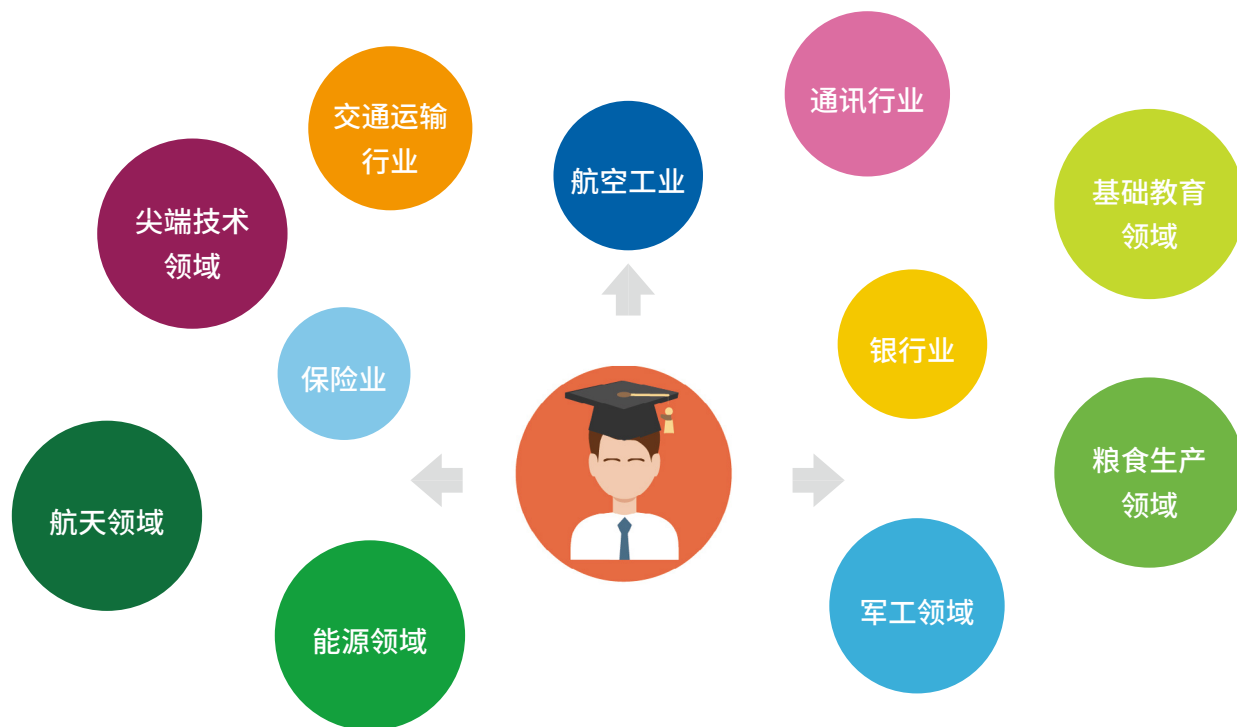 通讯行业
交通运输
行业
航空工业
基础教育
领域
尖端技术
领域
银行业
保险业
粮食生产
领域
航天领域
军工领域
能源领域